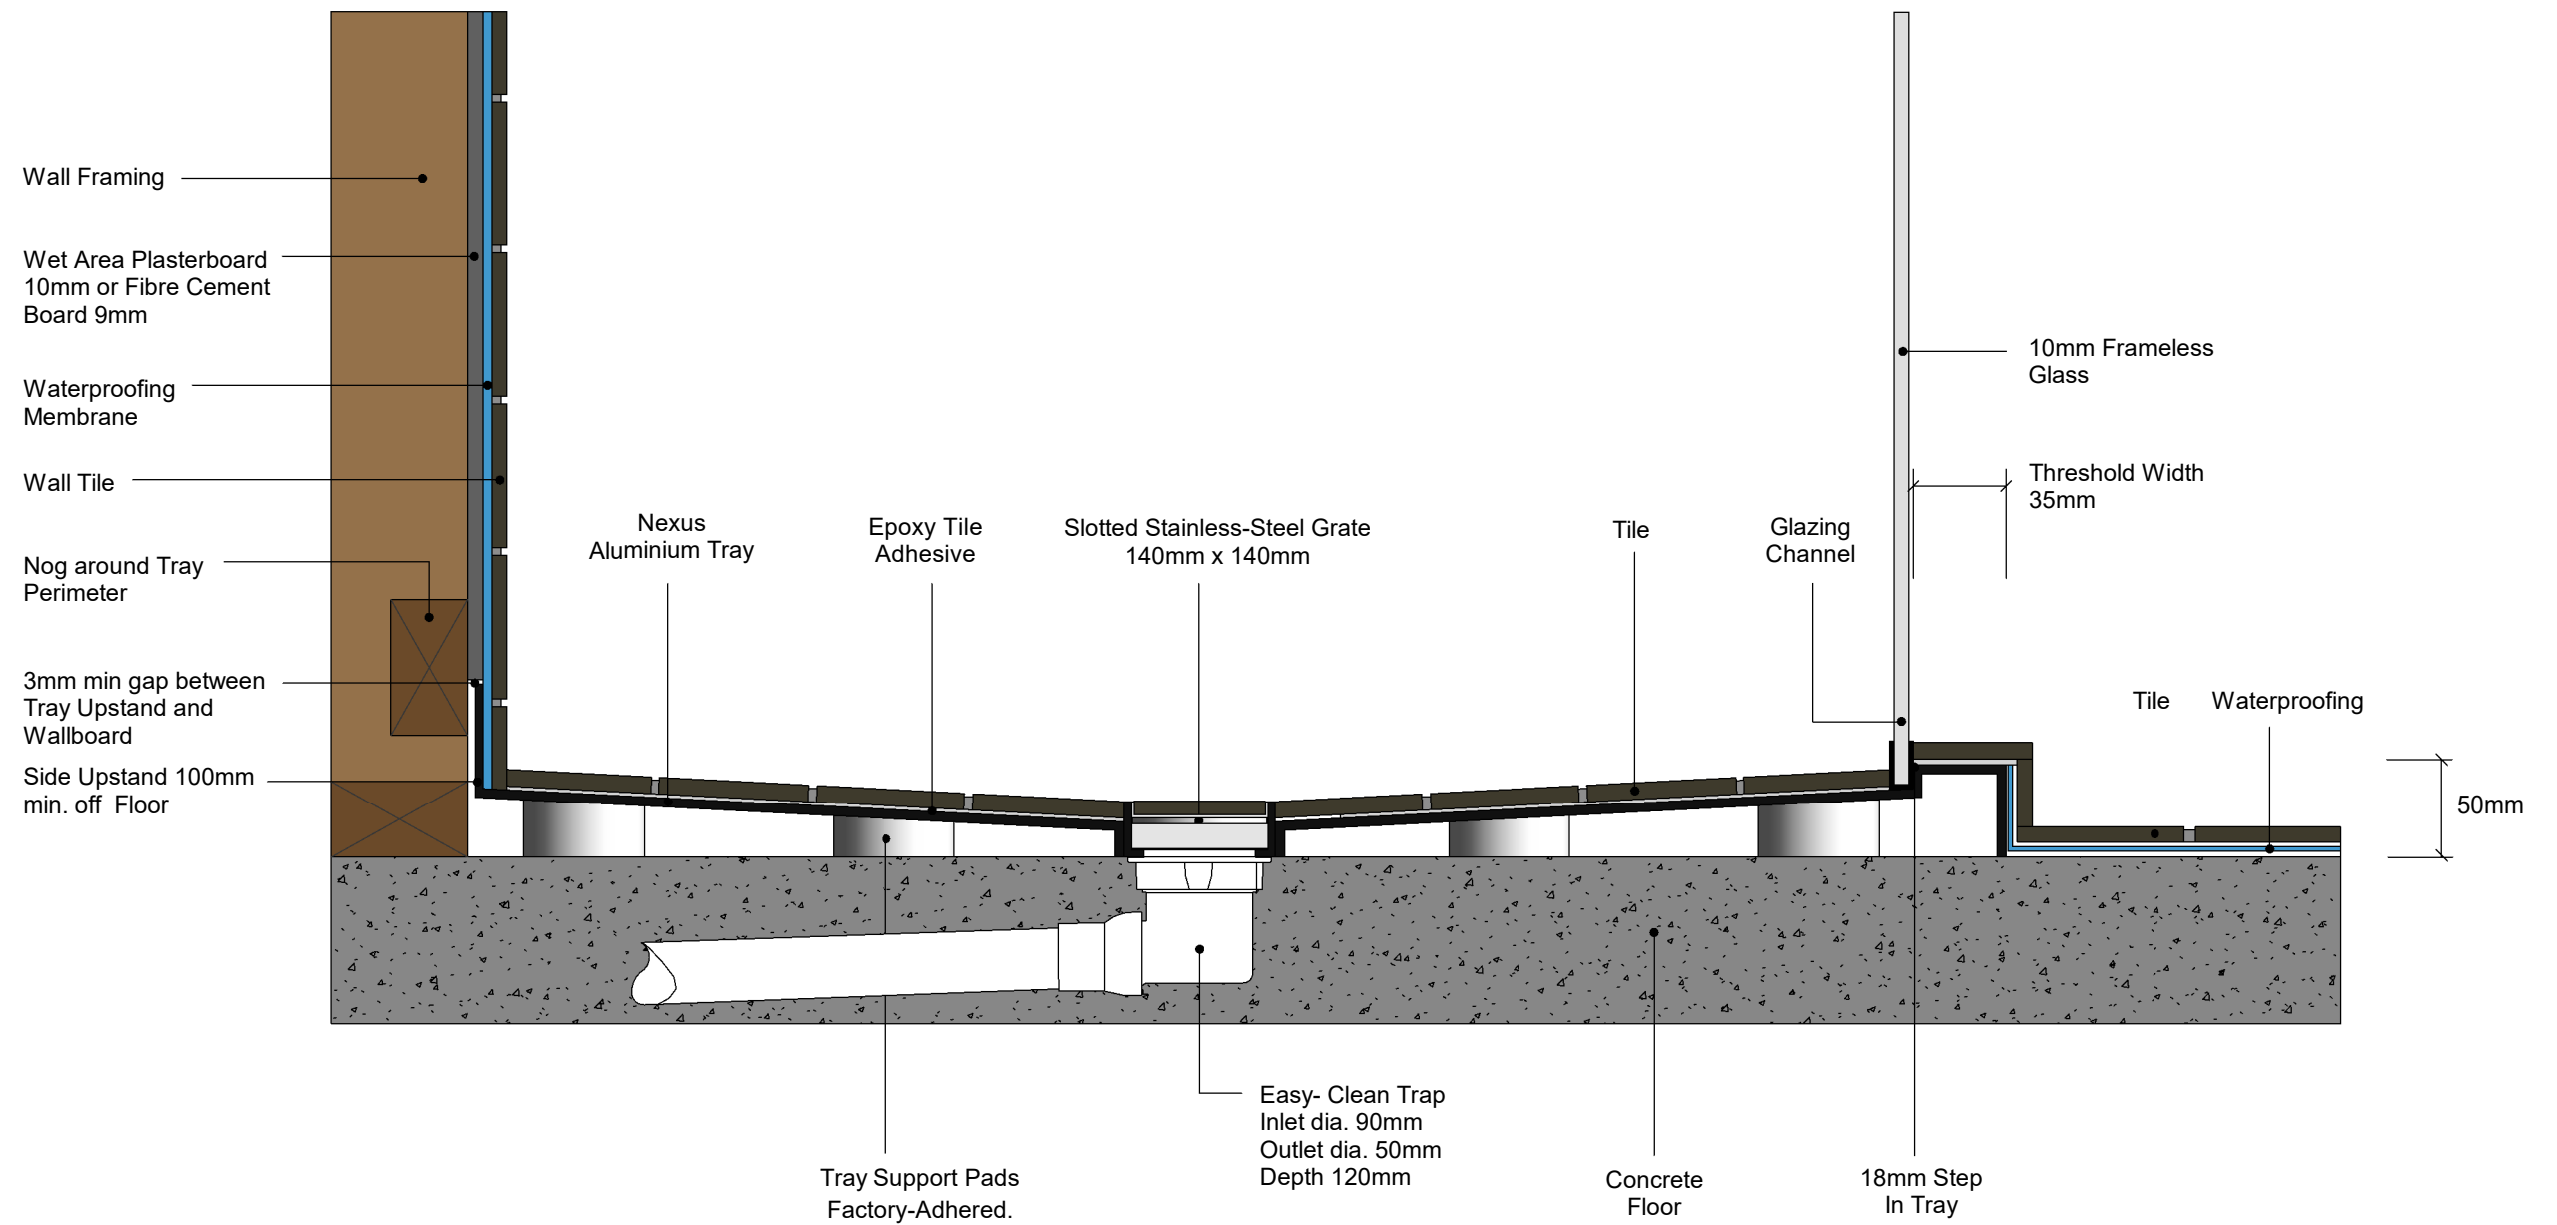 Wall Framing
Wet Area Plasterboard
10mm or Fibre Cement
Board 9mm
Waterproofing
Membrane
Wall Tile
Nog around Tray
Perimeter
3mm min gap between
Tray Upstand and
Wallboard
Side Upstand 100mm
min. off Floor
Nexus
Aluminium Tray
Epoxy Tile
Adhesive
Slotted Stainless-Steel Grate
140mm x 140mm
Tile
Glazing
Channel
10mm Frameless
Glass
Threshold Width
35mm
Tile
Waterproofing
50mm
Tray Support Pads
Factory-Adhered.
Easy- Clean Trap
Inlet dia. 90mm
Outlet dia. 50mm
Depth 120mm
Concrete
Floor
18mm Step
In Tray